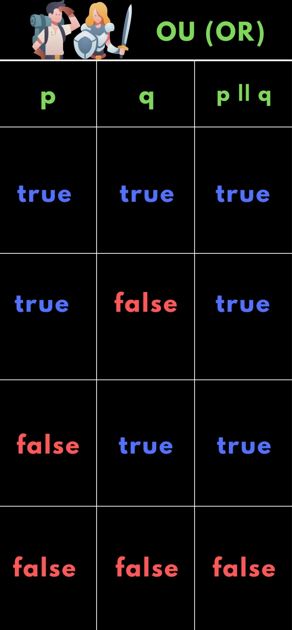 OU (OR)
p q p || q
true true true
true false true
false true true
false false false